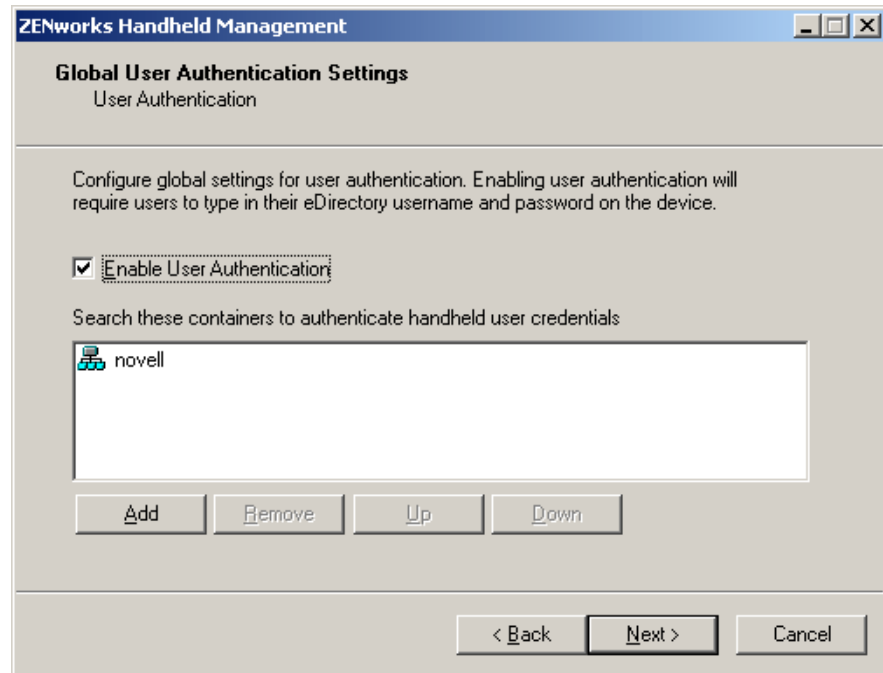 ZENworks Handheld Management
Global User Authentication Settings
User Authentication
Configure global settings for user authentication. Enabling user authentication will
require users to type in their eDirectory username and password on the device.
Enable User Authentication
Search these containers to authenticate handheld user credentials
novell
Add Remove Up Down
< Back Next > Cancel